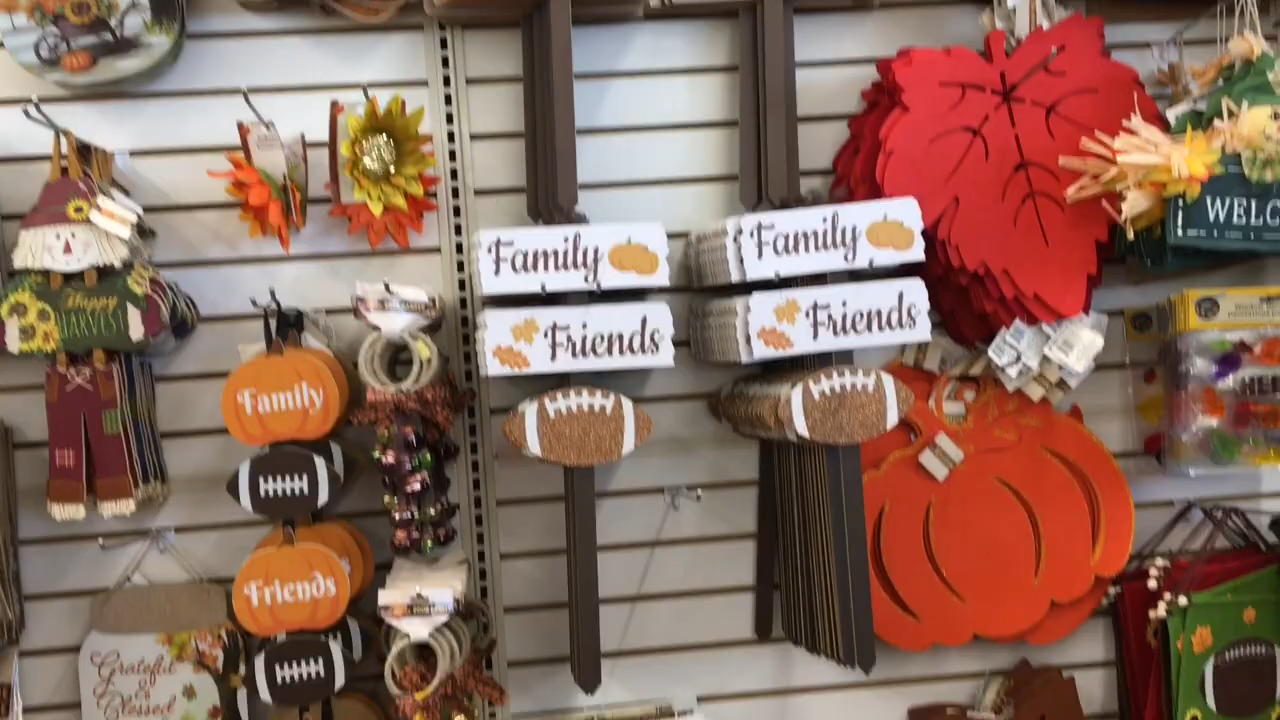 Happy
HARVEST
Family
Friends
Grateful
&
Blessed
Family
Friends
Family
Friends
WELC